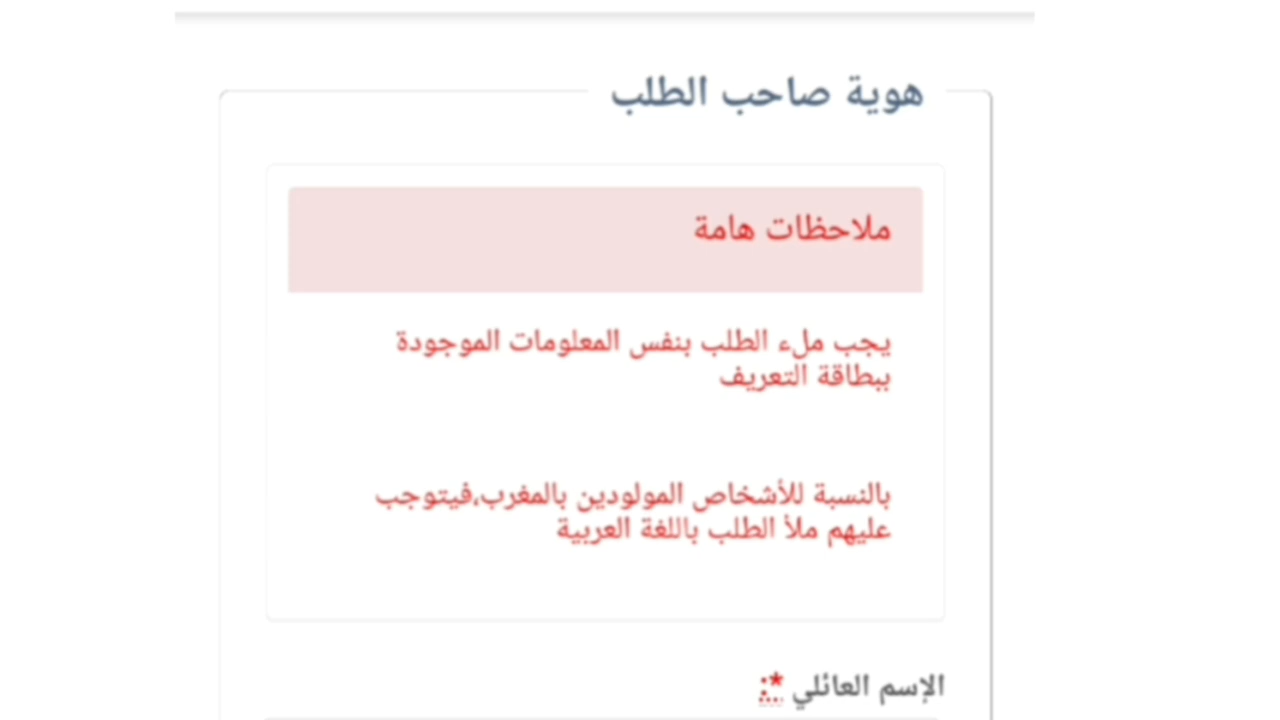 هوية صاحب الطلب
ملاحظات هامة
يجب ملء الطلب بنفس المعلومات الموجودة
ببطاقة التعريف
بالنسبة للأشخاص المولودين بالمغرب،فيتوجب
عليهم ملأ الطلب باللغة العربية
الإسم العائلي *: